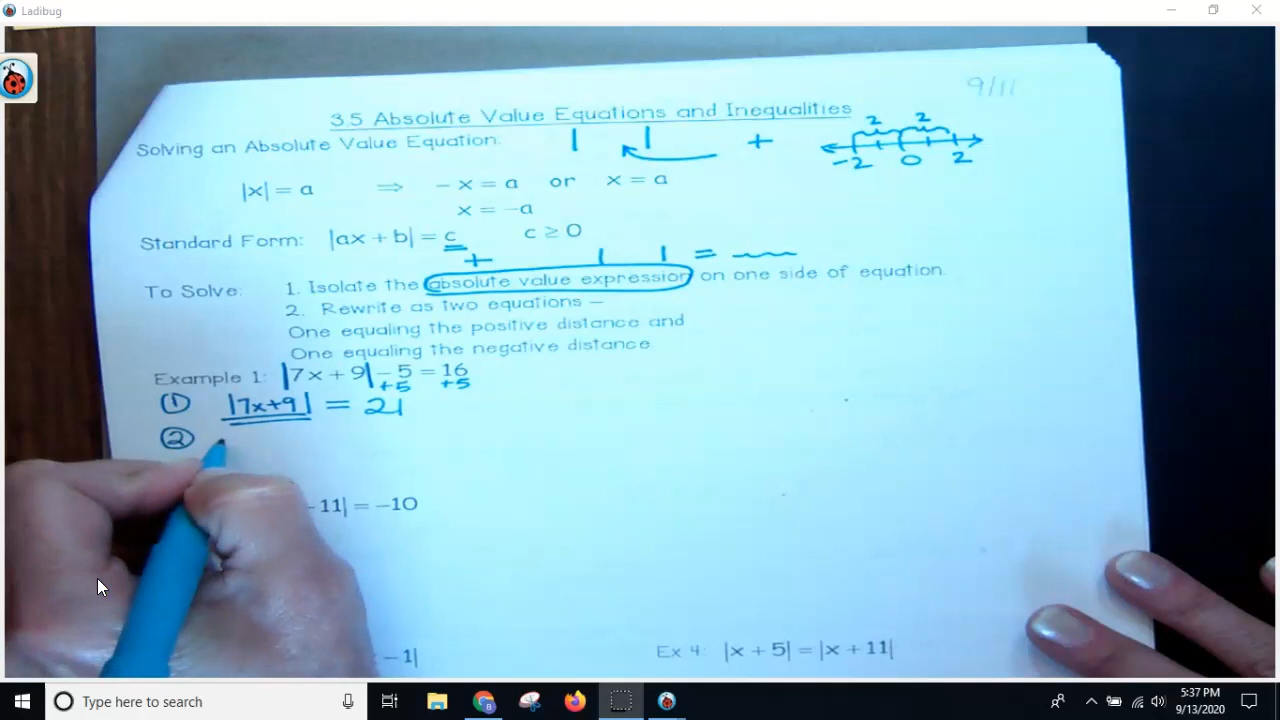 Ladibug
9/11
3.5 Absolute Value Equations and Inequalities
Solving an Absolute Value Equation: | | +
2 2
-2 0 2
|x| = a ⇒ -x = a or x = a
x = -a
Standard Form: |ax + b| = c c ≥ 0
+ | | =
To Solve: 1. Isolate the absolute value expression on one side of equation.
2. Rewrite as two equations –
One equaling the positive distance and
One equaling the negative distance
Example 1: |7x + 9| - 5 = 16
+5 +5
① |7x+9| = 21
②
- 11| = -10
- 1|
Ex 4: |x + 5| = |x + 11|
Type here to search
5:37 PM
9/13/2020